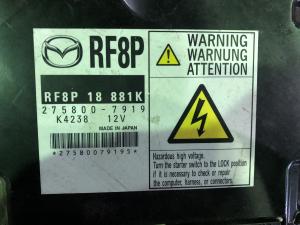 RF8P
RF8P 18 881K
275800-7919
K4238 12V
MADE IN JAPAN
*27580079195*
WARNING
WARNUNG
ATTENTION
Hazardous high voltage.
Turn the starter switch to the LOCK position
if it is necessary to check or repair
the computer, harness, or connectors.